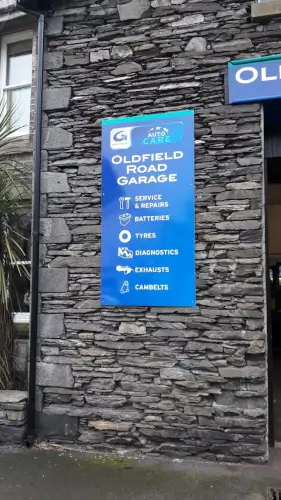 AUTO
CARE
OLDFIELD
ROAD
GARAGE
SERVICE
& REPAIRS
BATTERIES
TYRES
DIAGNOSTICS
EXHAUSTS
CAMBELTS
OL